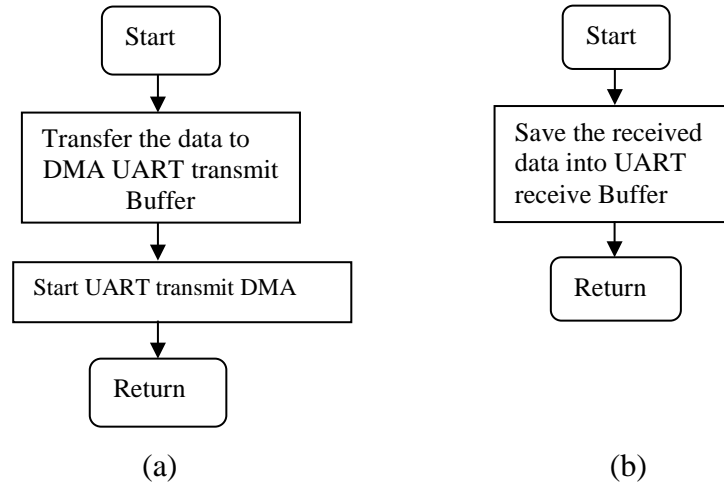 Start
Transfer the data to
DMA UART transmit
Buffer
Start UART transmit DMA
Return
(a)
Start
Save the received
data into UART
receive Buffer
Return
(b)